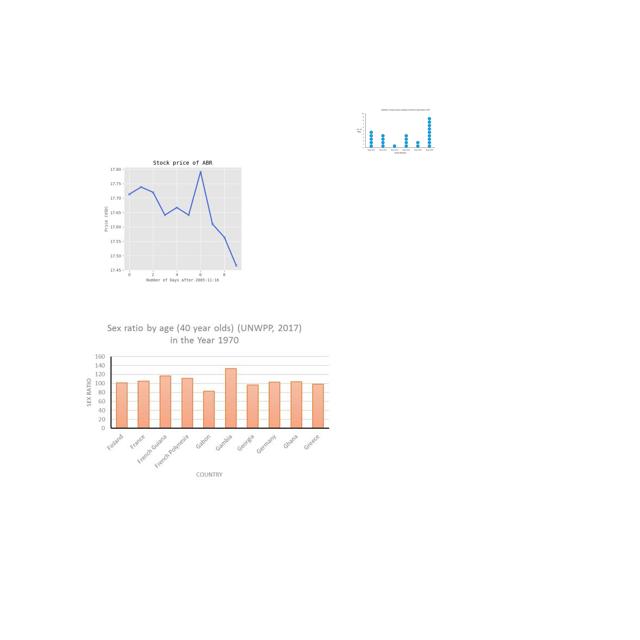 Stock price of ABR
17.80
17.75
17.70
17.65
17.60
17.55
17.50
17.45
Price (USD)
0 2 4 6 8
Number of Days after 2005-11-16
Sex ratio by age (40 year olds) (UNWPP, 2017)
in the Year 1970
160
140
120
100
80
60
40
20
0
SEX RATIO
Finland France French Guiana French Polynesia Gabon Gambia Georgia Germany Ghana Greece
COUNTRY